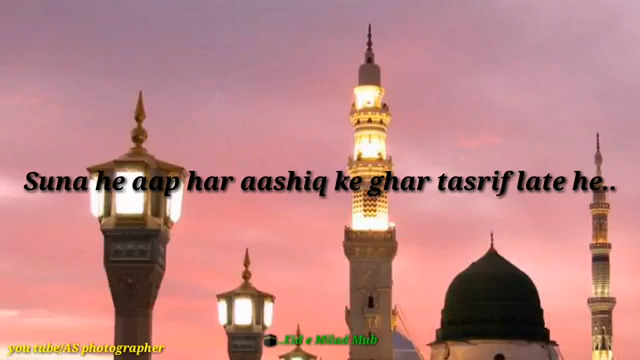 Suna he aap har aashiq ke ghar tasrif late he..
🕋..Eid e Milad Mub
you tube/AS photographer